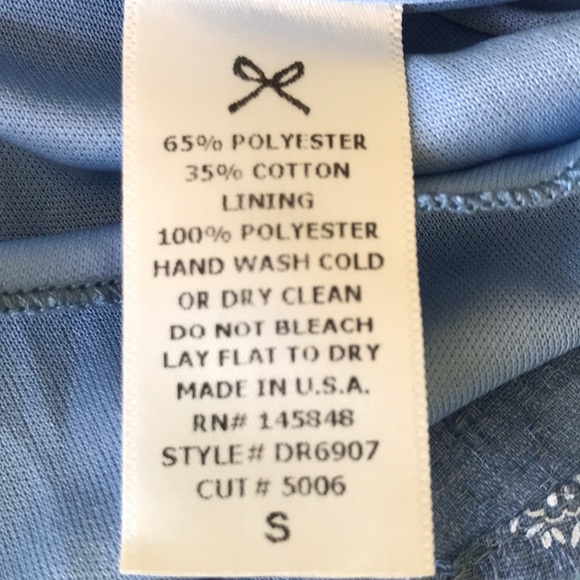 65% POLYESTER
35% COTTON
LINING
100% POLYESTER
HAND WASH COLD
OR DRY CLEAN
DO NOT BLEACH
LAY FLAT TO DRY
MADE IN U.S.A.
RN# 145848
STYLE# DR6907
CUT# 5006
S